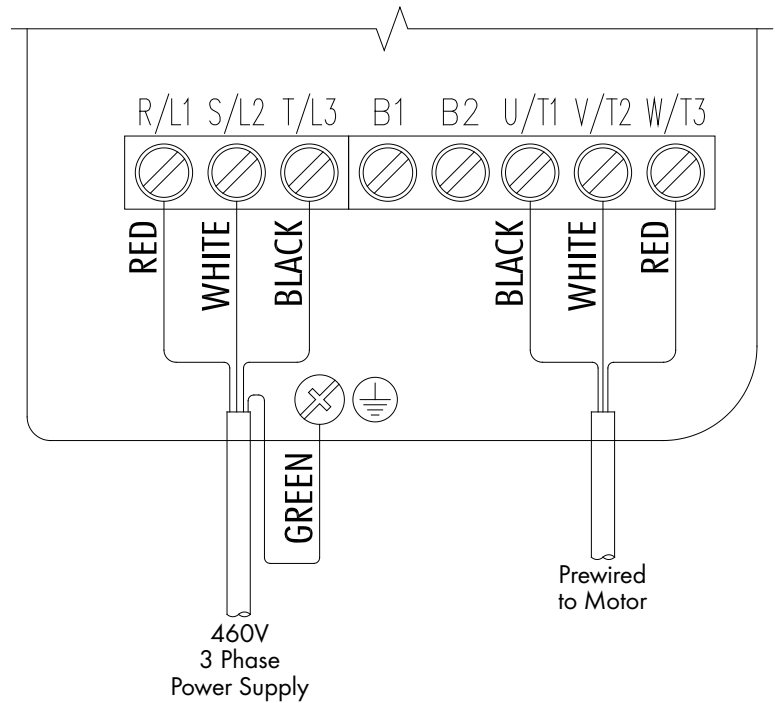 R/L1 S/L2 T/L3 B1 B2 U/T1 V/T2 W/T3
RED WHITE BLACK BLACK WHITE RED
GREEN
Prewired
to Motor
460V
3 Phase
Power Supply